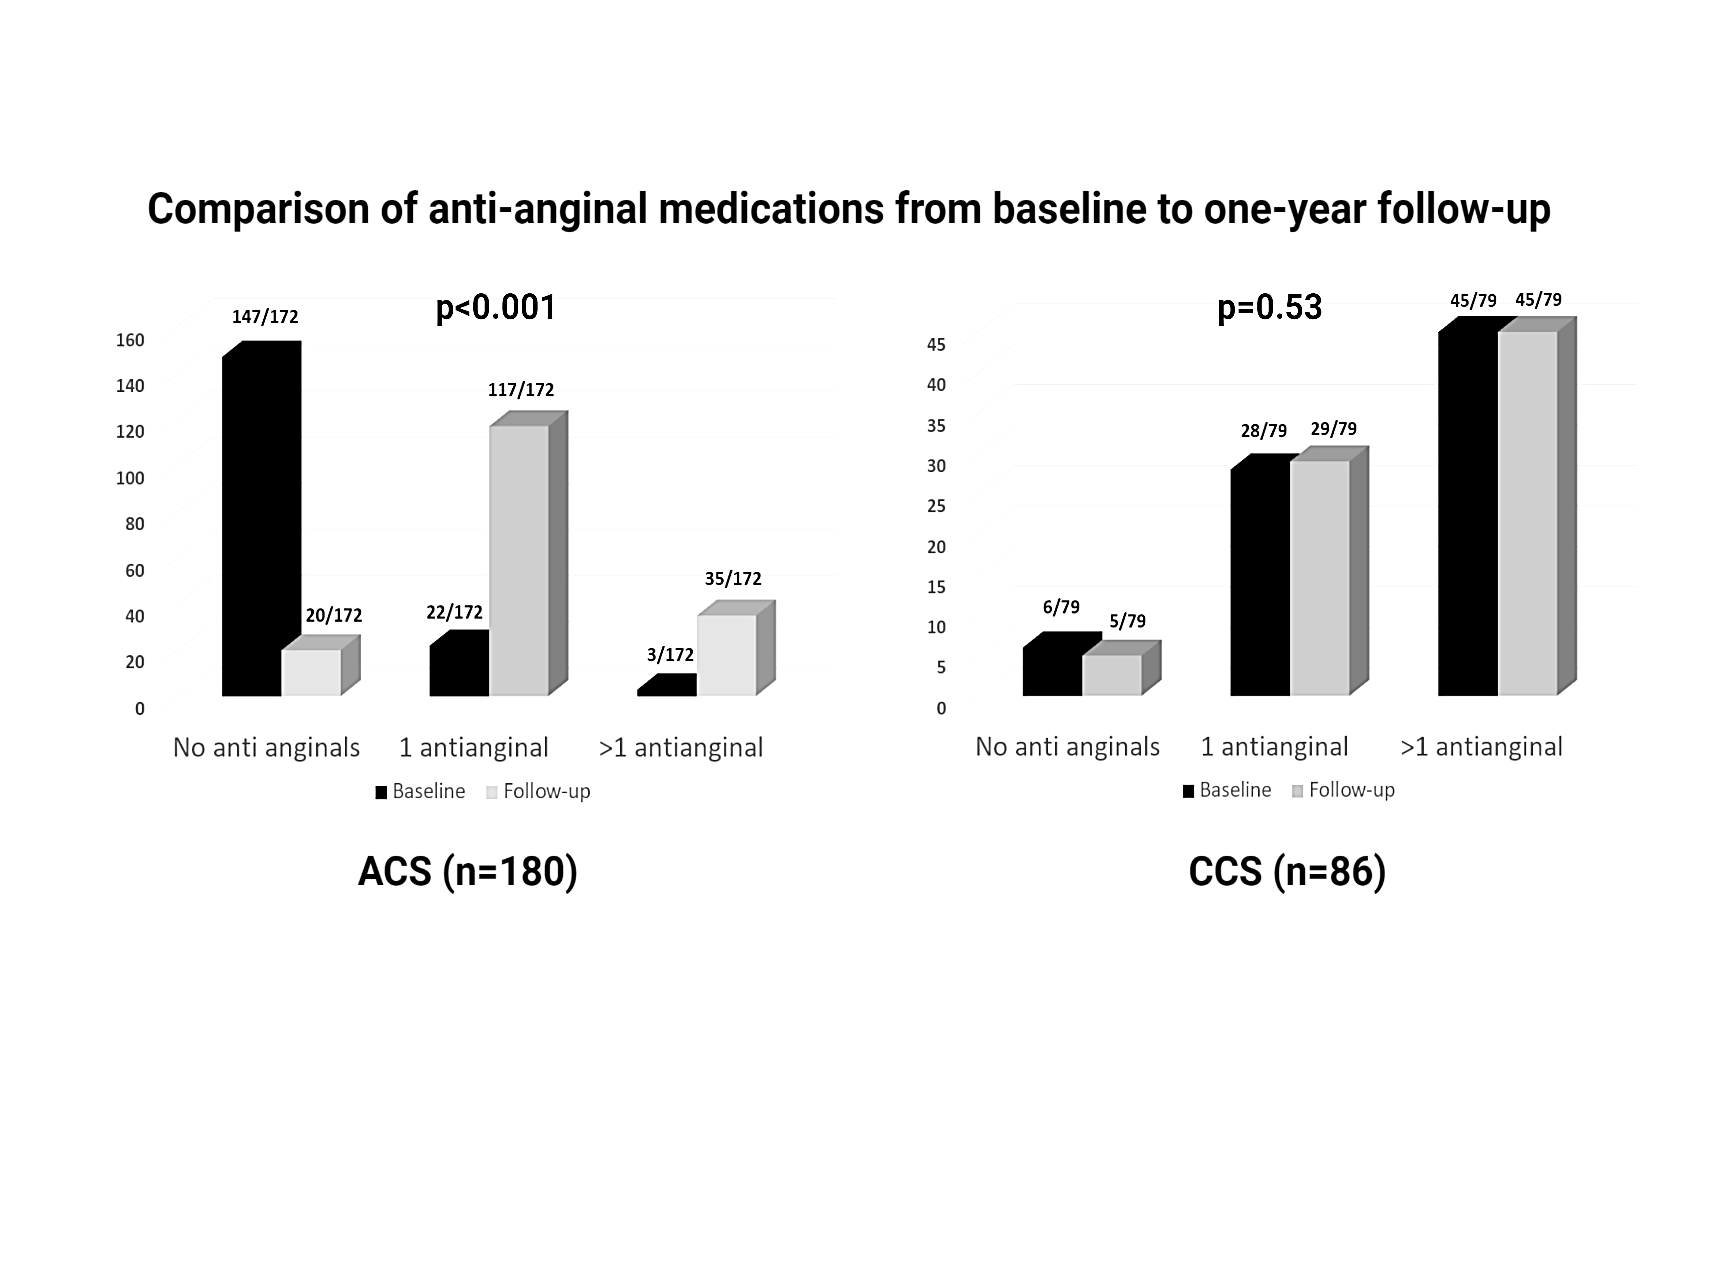 Comparison of anti-anginal medications from baseline to one-year follow-up
p<0.001
147/172
20/172
22/172
117/172
3/172
35/172
160
140
120
100
80
60
40
20
0
No anti anginals
1 antianginal
>1 antianginal
Baseline
Follow-up
ACS (n=180)
p=0.53
6/79
5/79
28/79
29/79
45/79
45/79
45
40
35
30
25
20
15
10
5
0
No anti anginals
1 antianginal
>1 antianginal
Baseline
Follow-up
CCS (n=86)